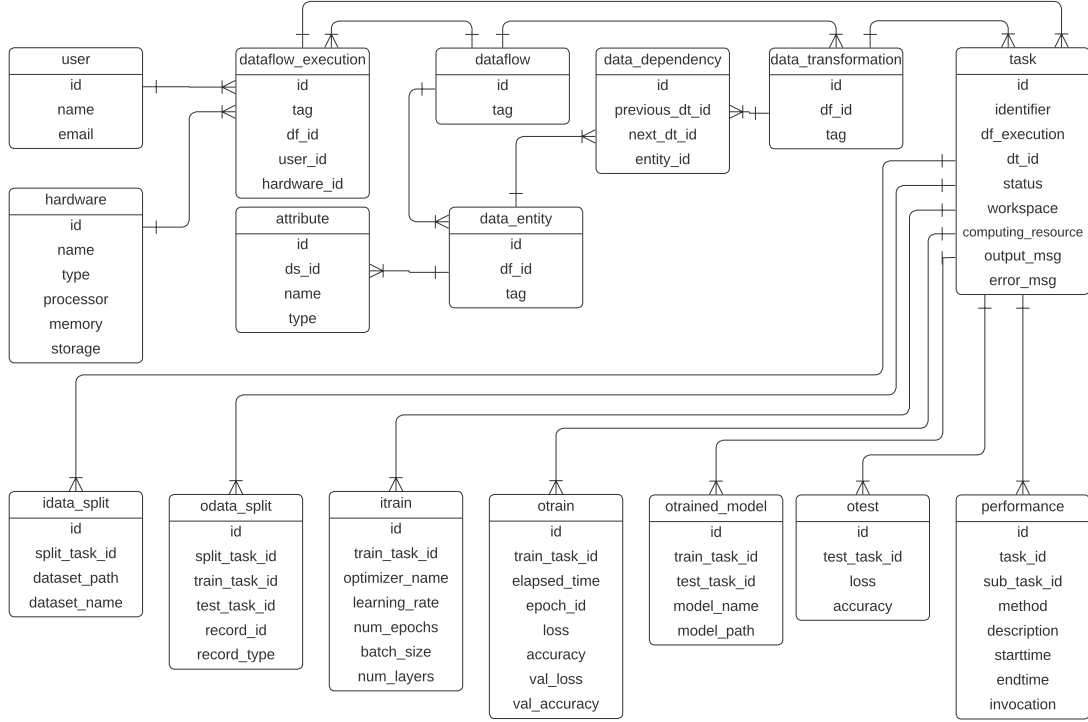 user
id
name
email
hardware
id
name
type
processor
memory
storage
dataflow_execution
id
tag
df_id
user_id
hardware_id
attribute
id
ds_id
name
type
dataflow
id
tag
data_entity
id
df_id
tag
data_dependency
id
previous_dt_id
next_dt_id
entity_id
data_transformation
id
df_id
tag
task
id
identifier
df_execution
dt_id
status
workspace
computing_resource
output_msg
error_msg
idata_split
id
split_task_id
dataset_path
dataset_name
odata_split
id
split_task_id
train_task_id
test_task_id
record_id
record_type
itrain
id
train_task_id
optimizer_name
learning_rate
num_epochs
batch_size
num_layers
otrain
id
train_task_id
elapsed_time
epoch_id
loss
accuracy
val_loss
val_accuracy
otrained_model
id
train_task_id
test_task_id
model_name
model_path
otest
id
test_task_id
loss
accuracy
performance
id
task_id
sub_task_id
method
description
starttime
endtime
invocation